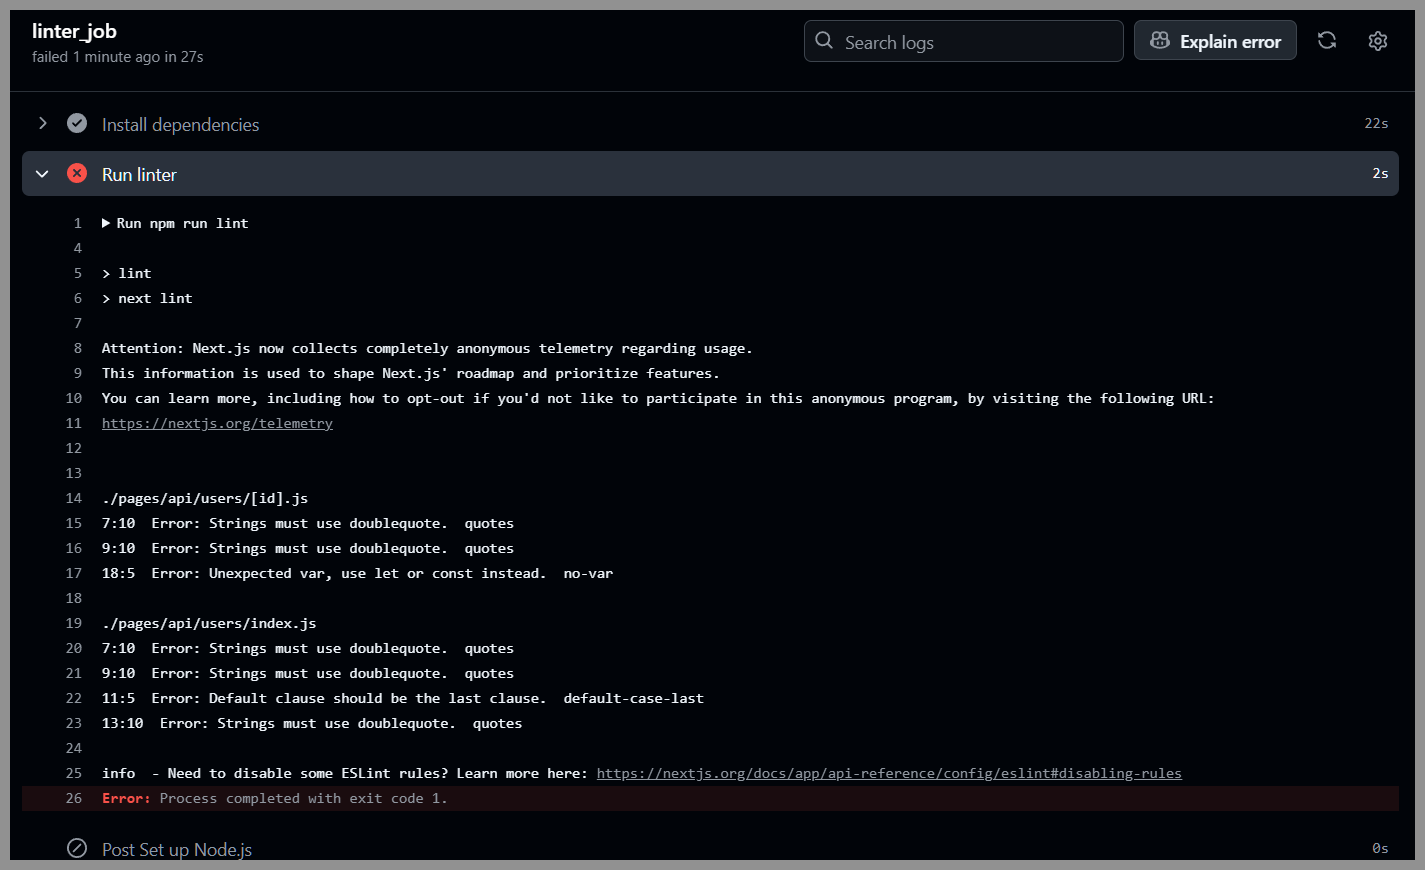 linter_job
failed 1 minute ago in 27s
Search logs
Explain error
Install dependencies 22s
Run linter 2s
1 Run npm run lint
4
5 > lint
6 > next lint
7
8 Attention: Next.js now collects completely anonymous telemetry regarding usage.
9 This information is used to shape Next.js' roadmap and prioritize features.
10 You can learn more, including how to opt-out if you'd not like to participate in this anonymous program, by visiting the following URL:
11 https://nextjs.org/telemetry
12
13
14 ./pages/api/users/[id].js
15 7:10  Error: Strings must use doublequote.  quotes
16 9:10  Error: Strings must use doublequote.  quotes
17 18:5  Error: Unexpected var, use let or const instead.  no-var
18
19 ./pages/api/users/index.js
20 7:10  Error: Strings must use doublequote.  quotes
21 9:10  Error: Strings must use doublequote.  quotes
22 11:5  Error: Default clause should be the last clause.  default-case-last
23 13:10  Error: Strings must use doublequote.  quotes
24
25 info  - Need to disable some ESLint rules? Learn more here: https://nextjs.org/docs/app/api-reference/config/eslint#disabling-rules
26 Error: Process completed with exit code 1.
Post Set up Node.js 0s